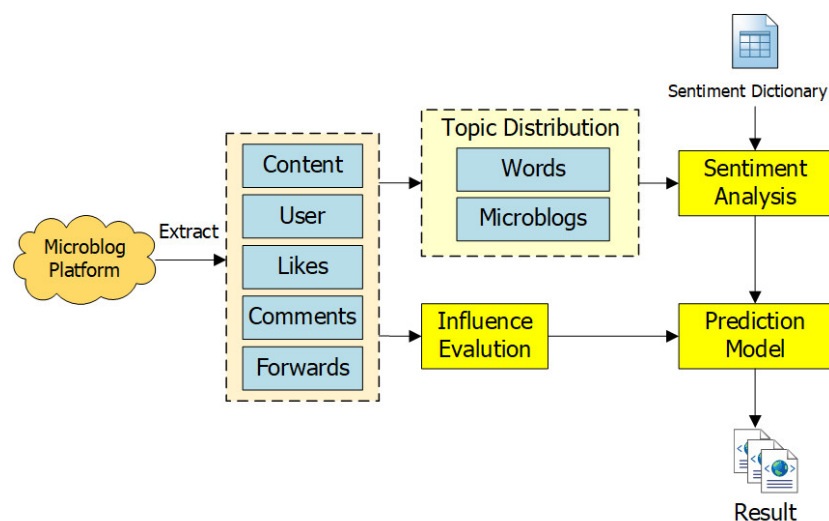 Sentiment Dictionary
Topic Distribution
Content
Words
Sentiment
Analysis
User
Microblogs
Extract
Microblog
Platform
Likes
Comments
Influence
Evalution
Prediction
Model
Forwards
Result